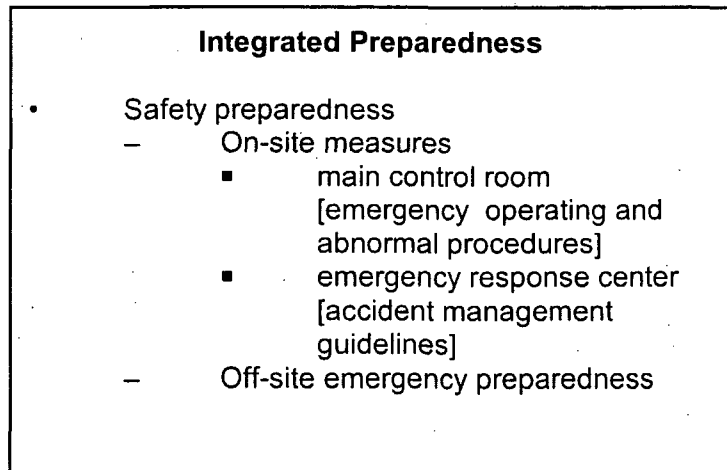 Integrated Preparedness
• Safety preparedness
– On-site measures
■ main control room
[emergency operating and
abnormal procedures]
■ emergency response center
[accident management
guidelines]
– Off-site emergency preparedness